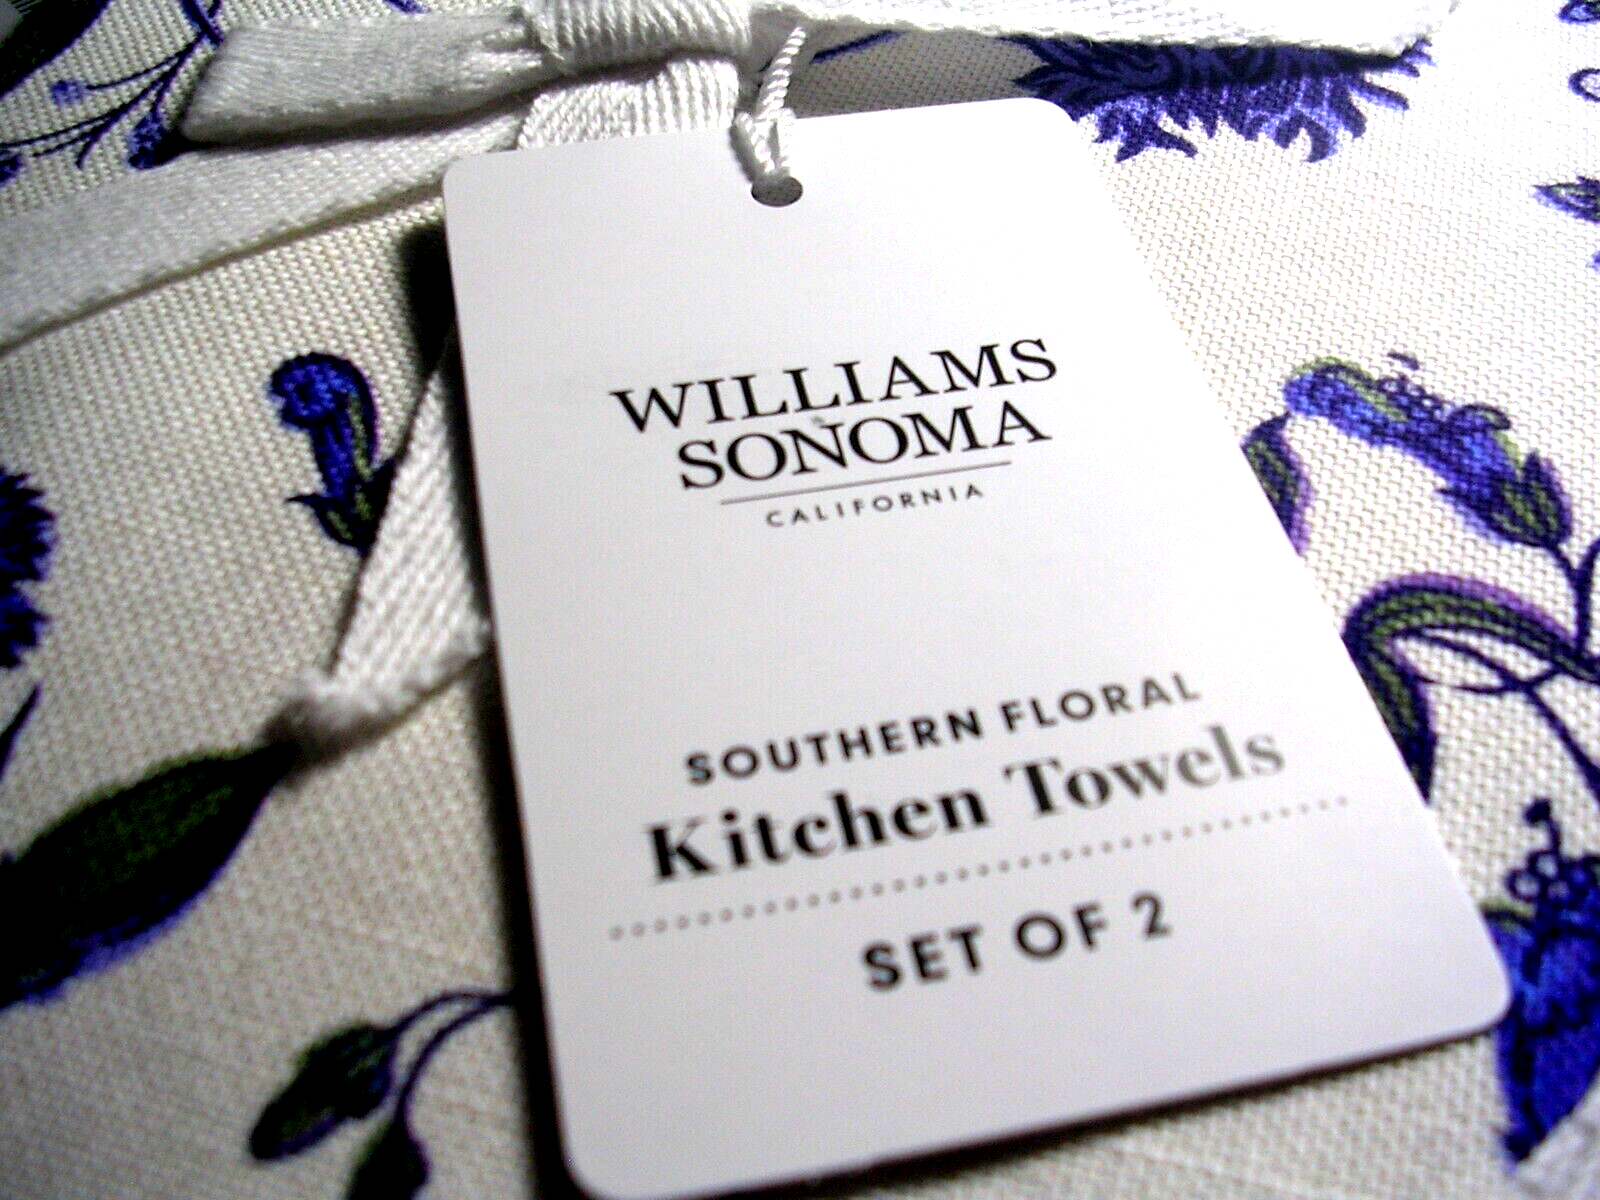 WILLIAMS
SONOMA
CALIFORNIA
SOUTHERN FLORAL
Kitchen Towels
SET OF 2